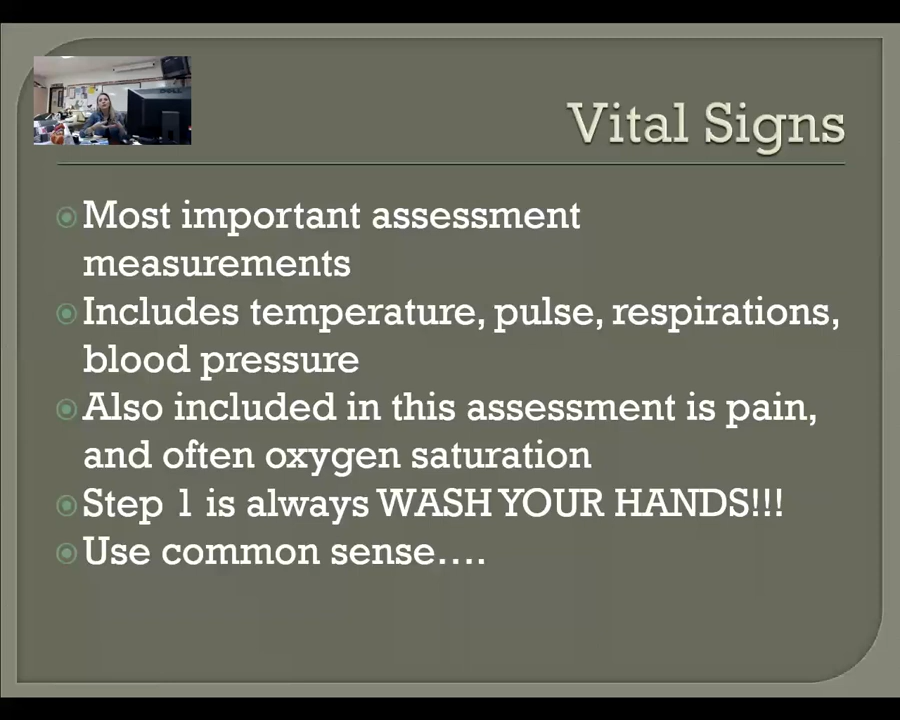 DELL
Vital Signs
Most important assessment
measurements
Includes temperature, pulse, respirations,
blood pressure
Also included in this assessment is pain,
and often oxygen saturation
Step 1 is always WASH YOUR HANDS!!!
Use common sense....